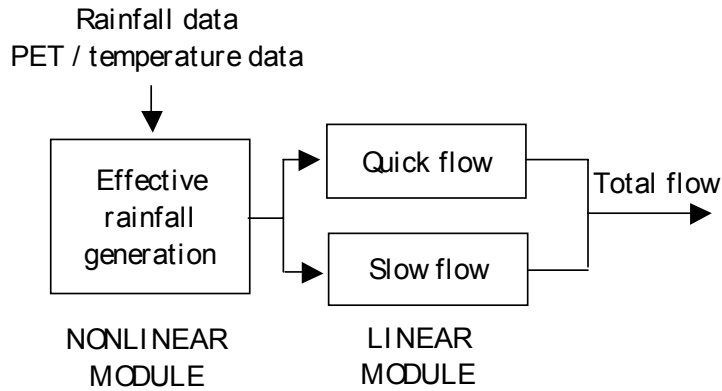 Rainfall data
PET / temperature data
Effective
rainfall
generation
Quick flow
Slow flow
Total flow
NONLINEAR
MODULE
LINEAR
MODULE